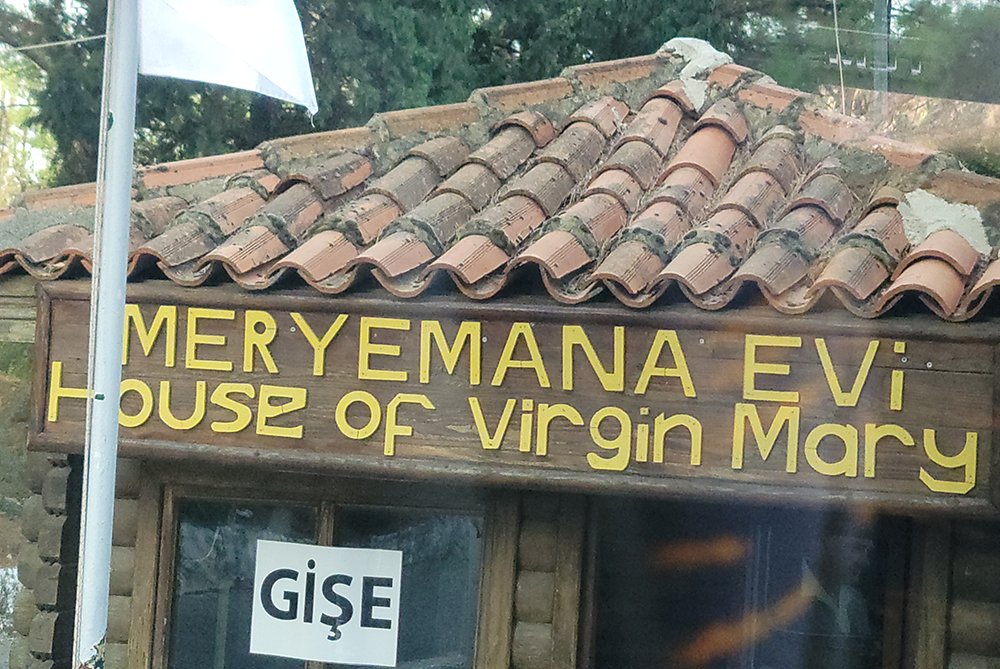 MERYEMANA EVi
House of Virgin Mary
GİŞE